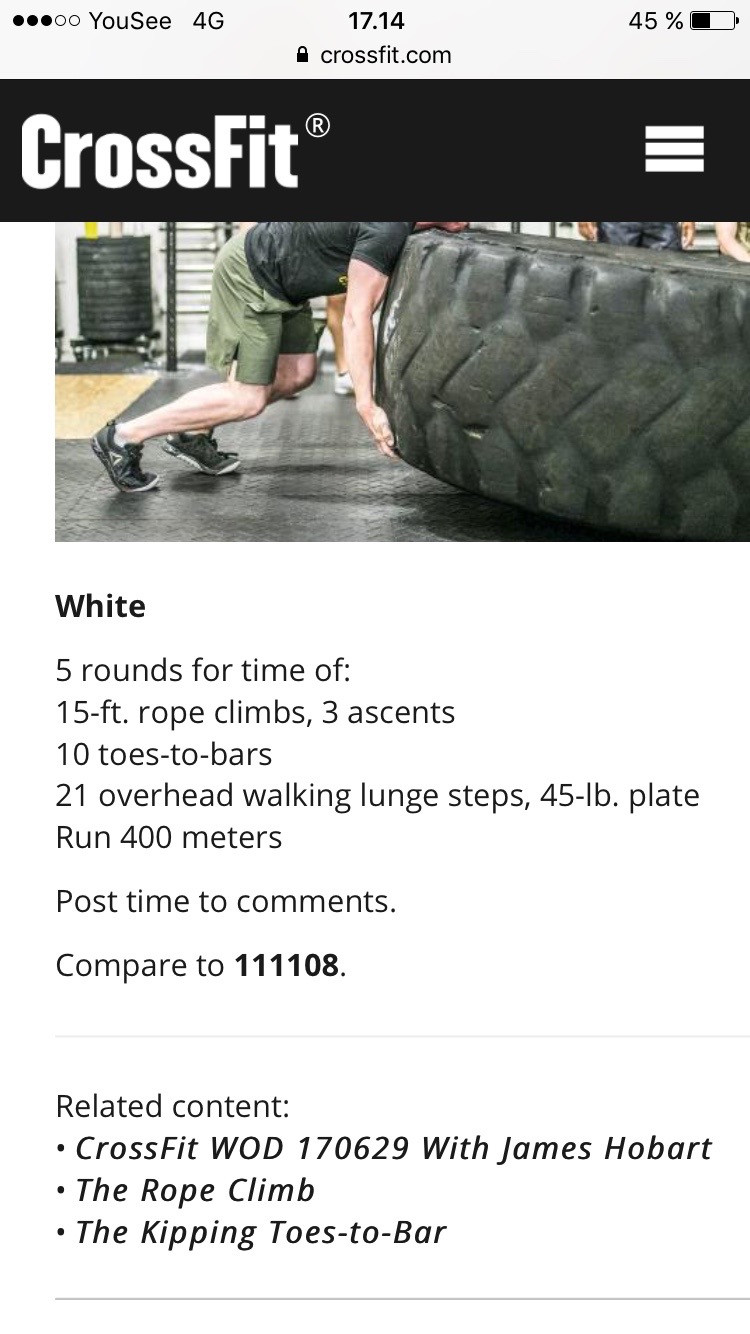 YouSee 4G 17.14 45 %
crossfit.com
CrossFit®
White
5 rounds for time of:
15-ft. rope climbs, 3 ascents
10 toes-to-bars
21 overhead walking lunge steps, 45-lb. plate
Run 400 meters
Post time to comments.
Compare to 111108.
Related content:
• CrossFit WOD 170629 With James Hobart
• The Rope Climb
• The Kipping Toes-to-Bar